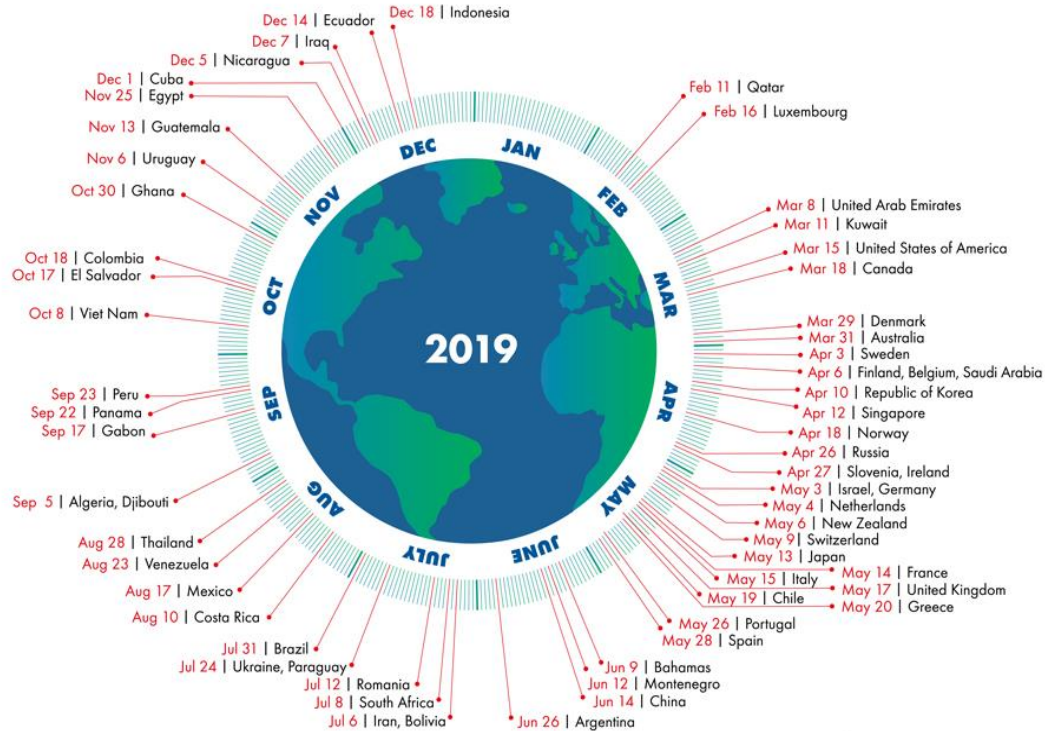 Dec 18 | Indonesia
Dec 14 | Ecuador
Dec 7 | Iraq
Dec 5 | Nicaragua
Dec 1 | Cuba
Nov 25 | Egypt
Nov 13 | Guatemala
Nov 6 | Uruguay
Oct 30 | Ghana
Oct 18 | Colombia
Oct 17 | El Salvador
Oct 8 | Viet Nam
Sep 23 | Peru
Sep 22 | Panama
Sep 17 | Gabon
Sep 5 | Algeria, Djibouti
Aug 28 | Thailand
Aug 23 | Venezuela
Aug 17 | Mexico
Aug 10 | Costa Rica
Jul 31 | Brazil
Jul 24 | Ukraine, Paraguay
Jul 12 | Romania
Jul 8 | South Africa
Jul 6 | Iran, Bolivia
DEC
JAN
FEB
MAR
APR
MAY
JUNE
JULY
AUG
SEP
OCT
NOV
2019
Feb 11 | Qatar
Feb 16 | Luxembourg
Mar 8 | United Arab Emirates
Mar 11 | Kuwait
Mar 15 | United States of America
Mar 18 | Canada
Mar 29 | Denmark
Mar 31 | Australia
Apr 3 | Sweden
Apr 6 | Finland, Belgium, Saudi Arabia
Apr 10 | Republic of Korea
Apr 12 | Singapore
Apr 18 | Norway
Apr 26 | Russia
Apr 27 | Slovenia, Ireland
May 3 | Israel, Germany
May 4 | Netherlands
May 6 | New Zealand
May 9 | Switzerland
May 13 | Japan
May 14 | France
May 15 | Italy
May 17 | United Kingdom
May 19 | Chile
May 20 | Greece
May 26 | Portugal
May 28 | Spain
Jun 9 | Bahamas
Jun 12 | Montenegro
Jun 14 | China
Jun 26 | Argentina